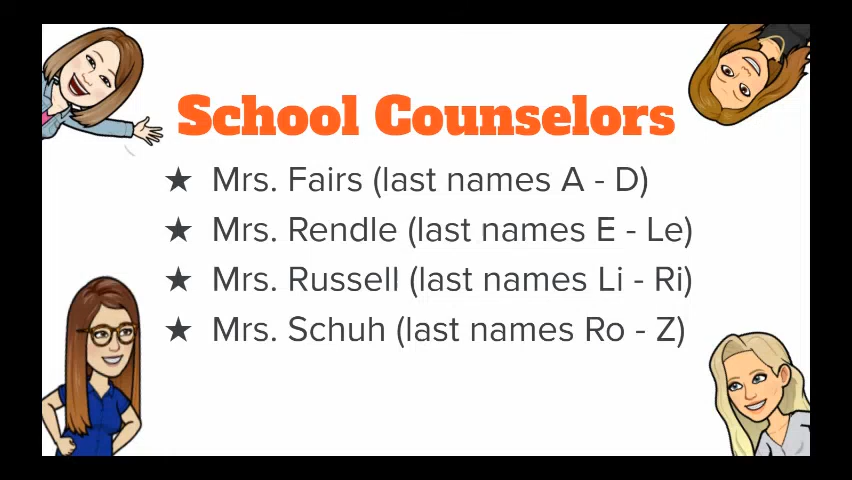 School Counselors
★ Mrs. Fairs (last names A - D)
★ Mrs. Rendle (last names E - Le)
★ Mrs. Russell (last names Li - Ri)
★ Mrs. Schuh (last names Ro - Z)